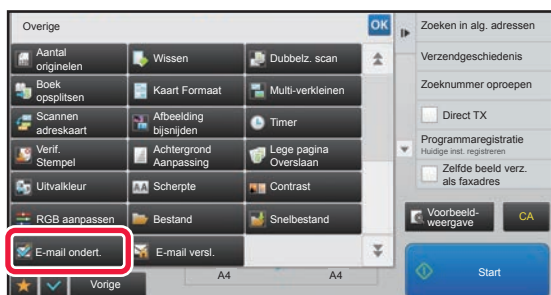 Overige
OK
Aantal
originelen
Wissen
Dubbelz. scan
Boek
opsplitsen
Kaart Formaat
Multi-verkleinen
Scannen
adreskaart
Afbeelding
bijsnijden
Timer
Verif.
Stempel
Achtergrond
Aanpassing
Lege pagina
Overslaan
Uitvalkleur
Scherpte
Contrast
RGB aanpassen
Bestand
Snelbestand
E-mail ondert.
E-mail versl.
Vorige
A4
A4
Zoeken in alg. adressen
Verzendgeschiedenis
Zoeknummer oproepen
Direct TX
Programmaregistratie
Huidige inst. registreren
Zelfde beeld verz.
als faxadres
Voorbeeld-
weergave
CA
Start